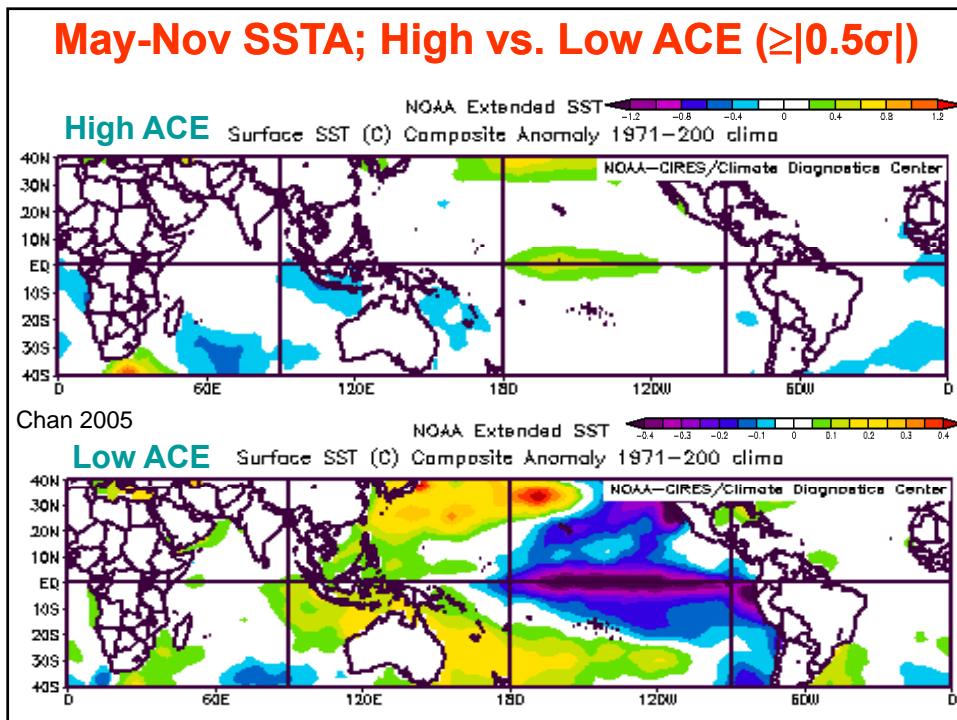 May-Nov SSTA; High vs. Low ACE (≥|0.5σ|)
NOAA Extended SST
-1.2 -0.8 -0.4 0 0.4 0.8 1.2
High ACE
Surface SST (C) Composite Anomaly 1971-200 climo
NOAA-CIRES/Climate Diagnostics Center
40N
30N
20N
10N
EQ
10S
20S
30S
40S
0 60E 120E 180 120W 60W 0
Chan 2005
NOAA Extended SST
-0.4 -0.3 -0.2 -0.1 0 0.1 0.2 0.3 0.4
Low ACE
Surface SST (C) Composite Anomaly 1971-200 climo
NOAA-CIRES/Climate Diagnostics Center
40N
30N
20N
10N
EQ
10S
20S
30S
40S
0 60E 120E 180 120W 60W 0